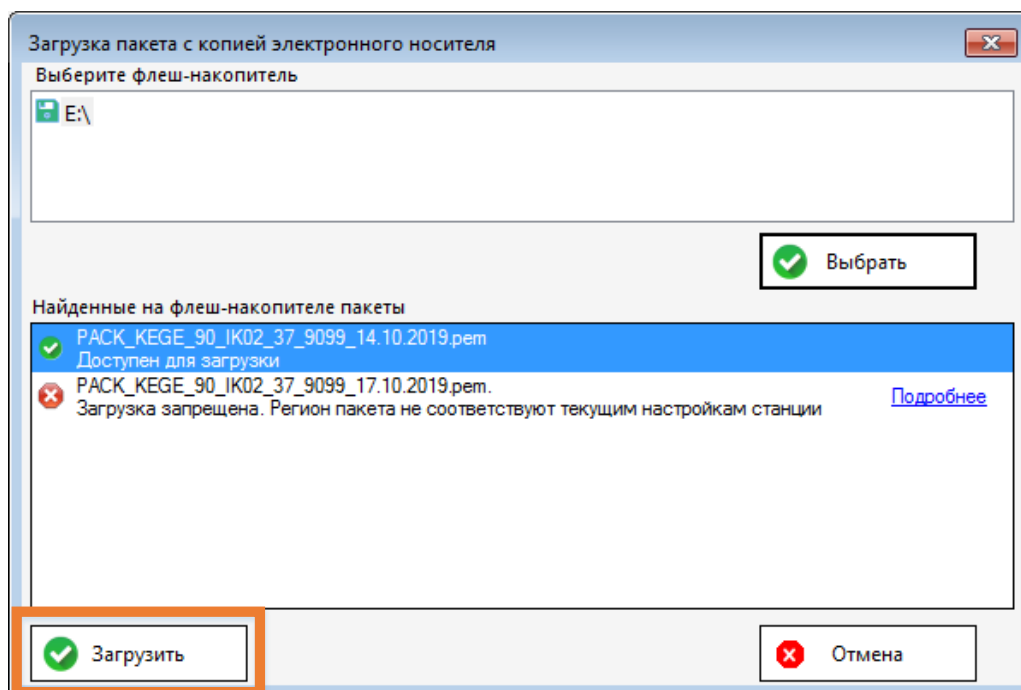 Загрузка пакета с копией электронного носителя
Выберите флеш-накопитель
E:\
Выбрать
Найденные на флеш-накопителе пакеты
PACK_KEGE_90_IK02_37_9099_14.10.2019.pem
Доступен для загрузки
PACK_KEGE_90_IK02_37_9099_17.10.2019.pem.
Загрузка запрещена. Регион пакета не соответствуют текущим настройкам станции
Подробнее
Загрузить
Отмена